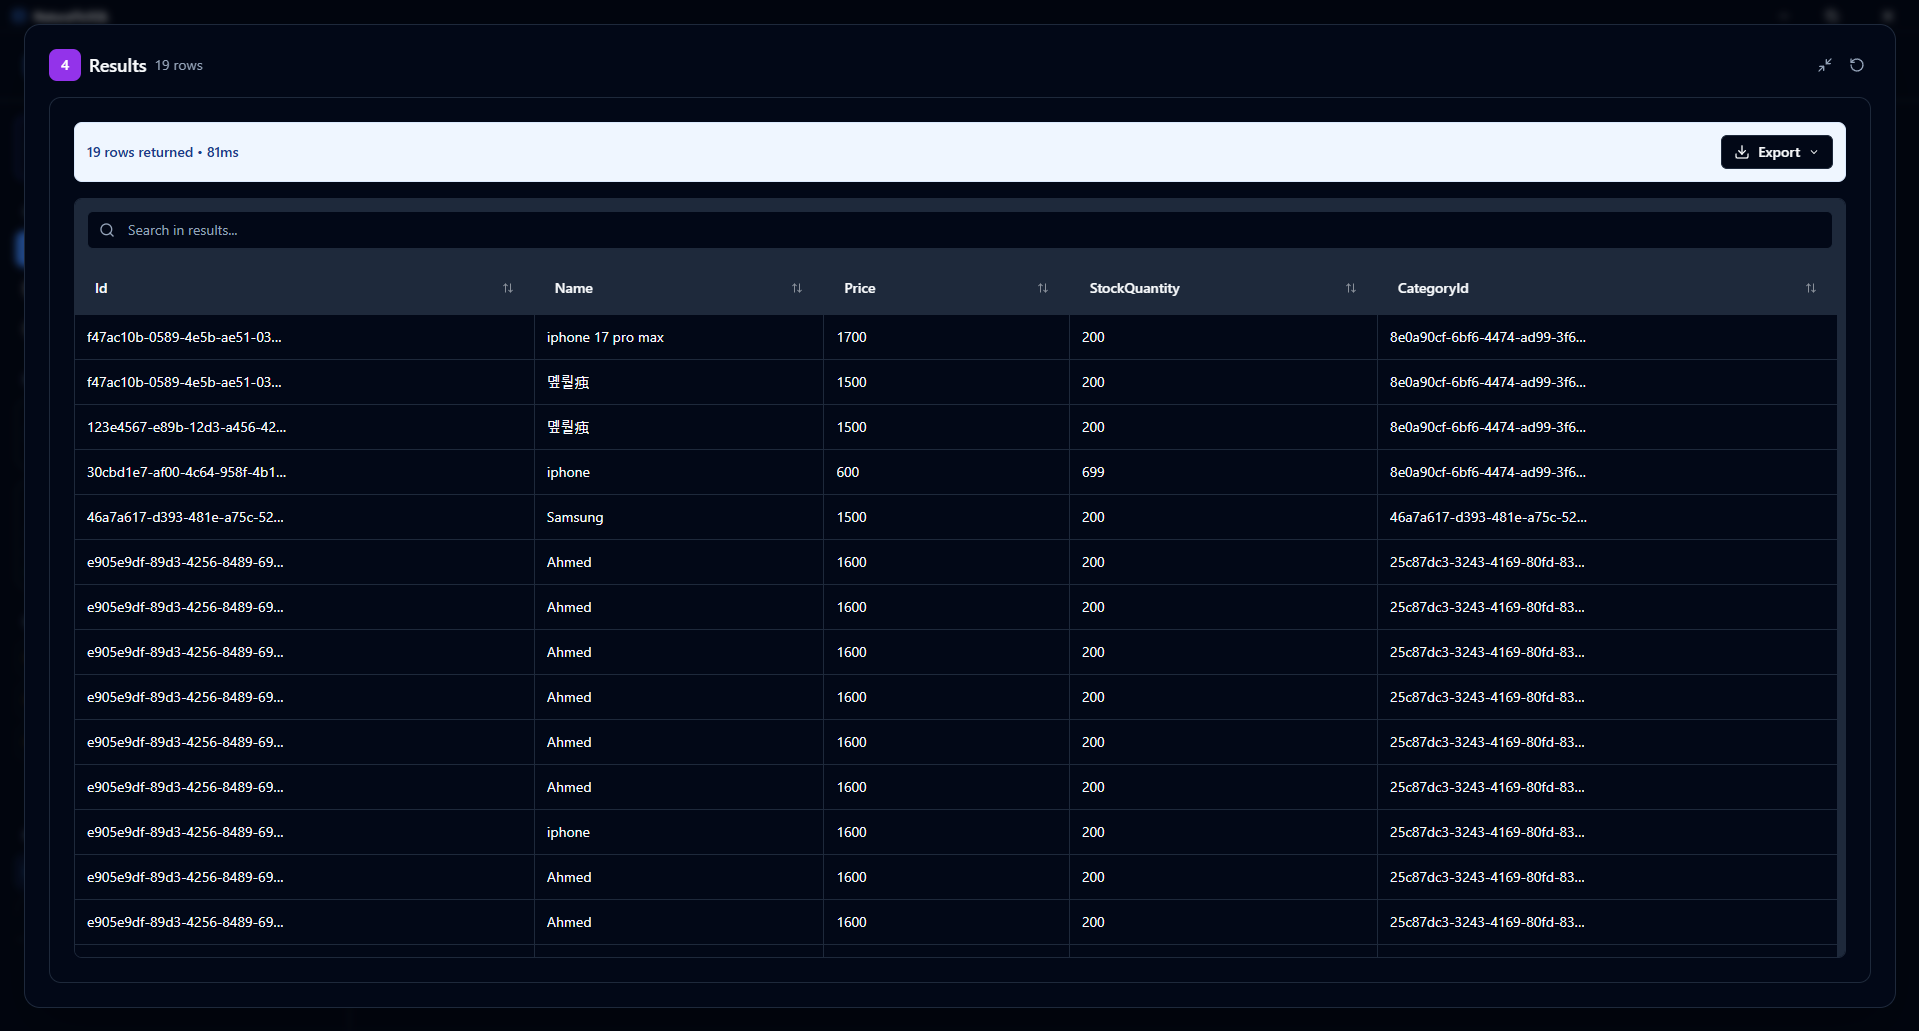 4 Results 19 rows
19 rows returned • 81ms
Export
Search in results...
Id Name Price StockQuantity CategoryId
f47ac10b-0589-4e5b-ae51-03... iphone 17 pro max 1700 200 8e0a90cf-6bf6-4474-ad99-3f6...
f47ac10b-0589-4e5b-ae51-03... 1500 200 8e0a90cf-6bf6-4474-ad99-3f6...
123e4567-e89b-12d3-a456-42... 1500 200 8e0a90cf-6bf6-4474-ad99-3f6...
30cbd1e7-af00-4c64-958f-4b1... iphone 600 699 8e0a90cf-6bf6-4474-ad99-3f6...
46a7a617-d393-481e-a75c-52... Samsung 1500 200 46a7a617-d393-481e-a75c-52...
e905e9df-89d3-4256-8489-69... Ahmed 1600 200 25c87dc3-3243-4169-80fd-83...
e905e9df-89d3-4256-8489-69... Ahmed 1600 200 25c87dc3-3243-4169-80fd-83...
e905e9df-89d3-4256-8489-69... Ahmed 1600 200 25c87dc3-3243-4169-80fd-83...
e905e9df-89d3-4256-8489-69... Ahmed 1600 200 25c87dc3-3243-4169-80fd-83...
e905e9df-89d3-4256-8489-69... Ahmed 1600 200 25c87dc3-3243-4169-80fd-83...
e905e9df-89d3-4256-8489-69... Ahmed 1600 200 25c87dc3-3243-4169-80fd-83...
e905e9df-89d3-4256-8489-69... iphone 1600 200 25c87dc3-3243-4169-80fd-83...
e905e9df-89d3-4256-8489-69... Ahmed 1600 200 25c87dc3-3243-4169-80fd-83...
e905e9df-89d3-4256-8489-69... Ahmed 1600 200 25c87dc3-3243-4169-80fd-83...